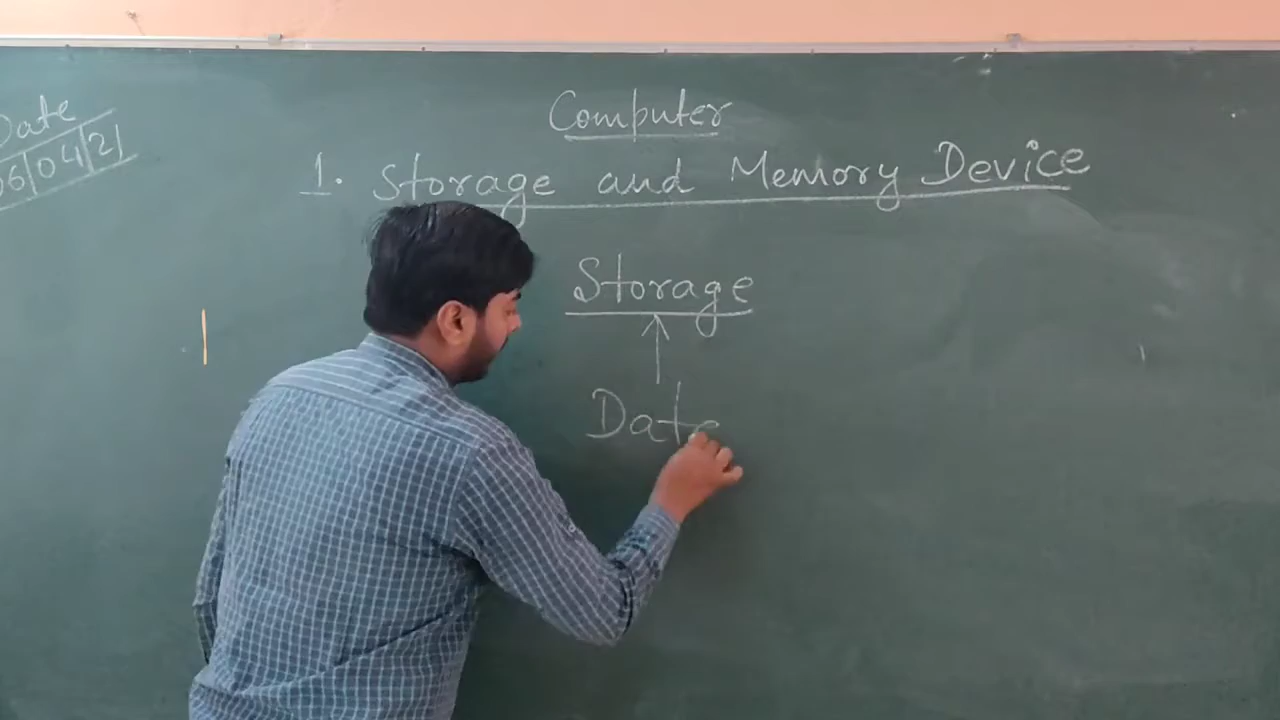 Date
06/04/21
Computer
1. Storage and Memory Device
Storage
Data